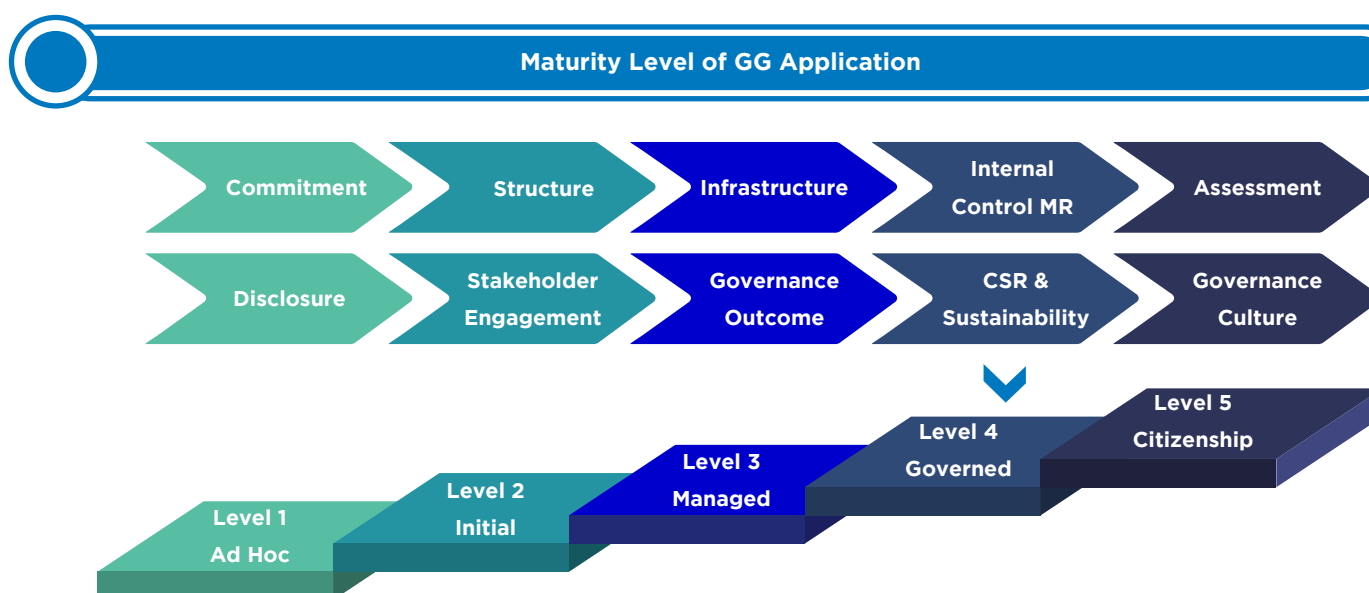 Maturity Level of GG Application
Commitment
Structure
Infrastructure
Internal
Control MR
Assessment
Disclosure
Stakeholder
Engagement
Governance
Outcome
CSR &
Sustainability
Governance
Culture
Level 1
Ad Hoc
Level 2
Initial
Level 3
Managed
Level 4
Governed
Level 5
Citizenship